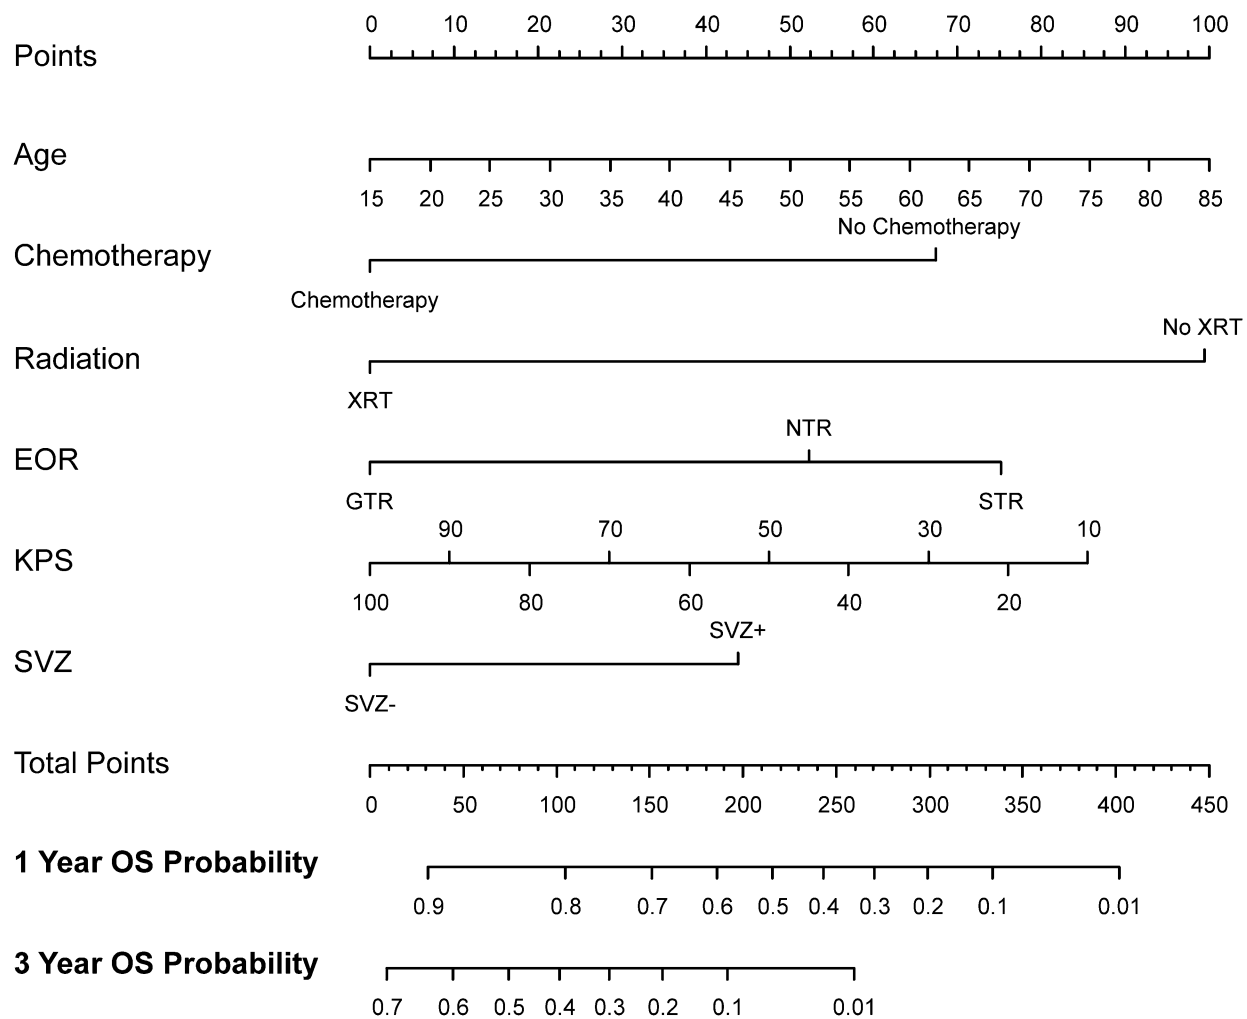 0 10 20 30 40 50 60 70 80 90 100
Points
Age
15 20 25 30 35 40 45 50 55 60 65 70 75 80 85
No Chemotherapy
Chemotherapy
Chemotherapy
No XRT
Radiation
XRT
NTR
EOR
GTR STR
90 70 50 30 10
KPS
100 80 60 40 20
SVZ+
SVZ
SVZ-
Total Points
0 50 100 150 200 250 300 350 400 450
1 Year OS Probability
0.9 0.8 0.7 0.6 0.5 0.4 0.3 0.2 0.1 0.01
3 Year OS Probability
0.7 0.6 0.5 0.4 0.3 0.2 0.1 0.01